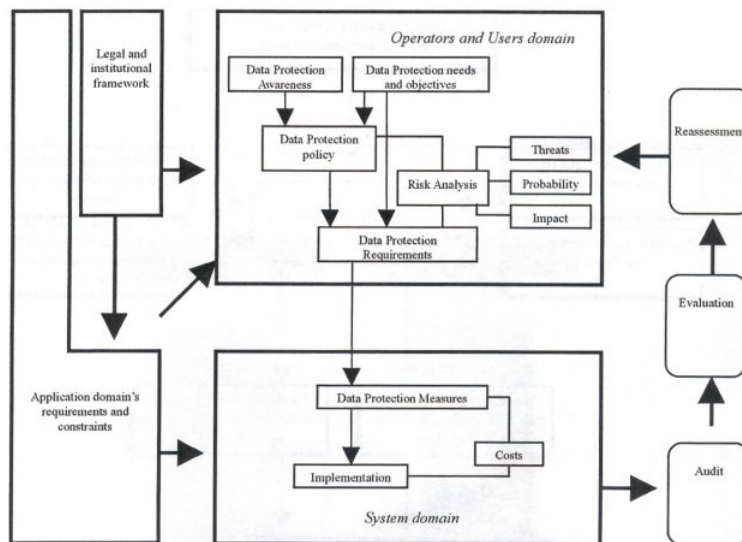 Legal and
institutional
framework
Operators and Users domain
Data Protection
Awareness
Data Protection needs
and objectives
Data Protection
policy
Threats
Risk Analysis
Probability
Impact
Data Protection
Requirements
Reassessment
Evaluation
Application domain's
requirements and
constraints
Data Protection Measures
Costs
Implementation
System domain
Audit